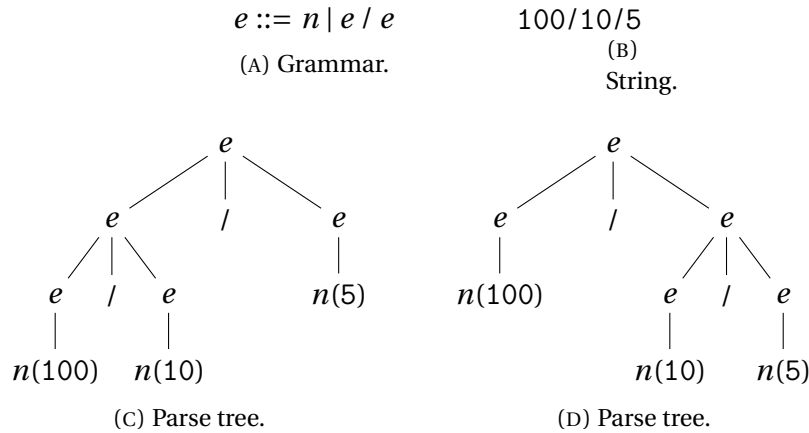 e ::= n | e / e
100/10/5
(A) Grammar.
(B)
String.
e
e
/
e
e
/
e
n(5)
n(100)
n(10)
(C) Parse tree.
e
e
/
e
n(100)
e
/
e
n(10)
n(5)
(D) Parse tree.